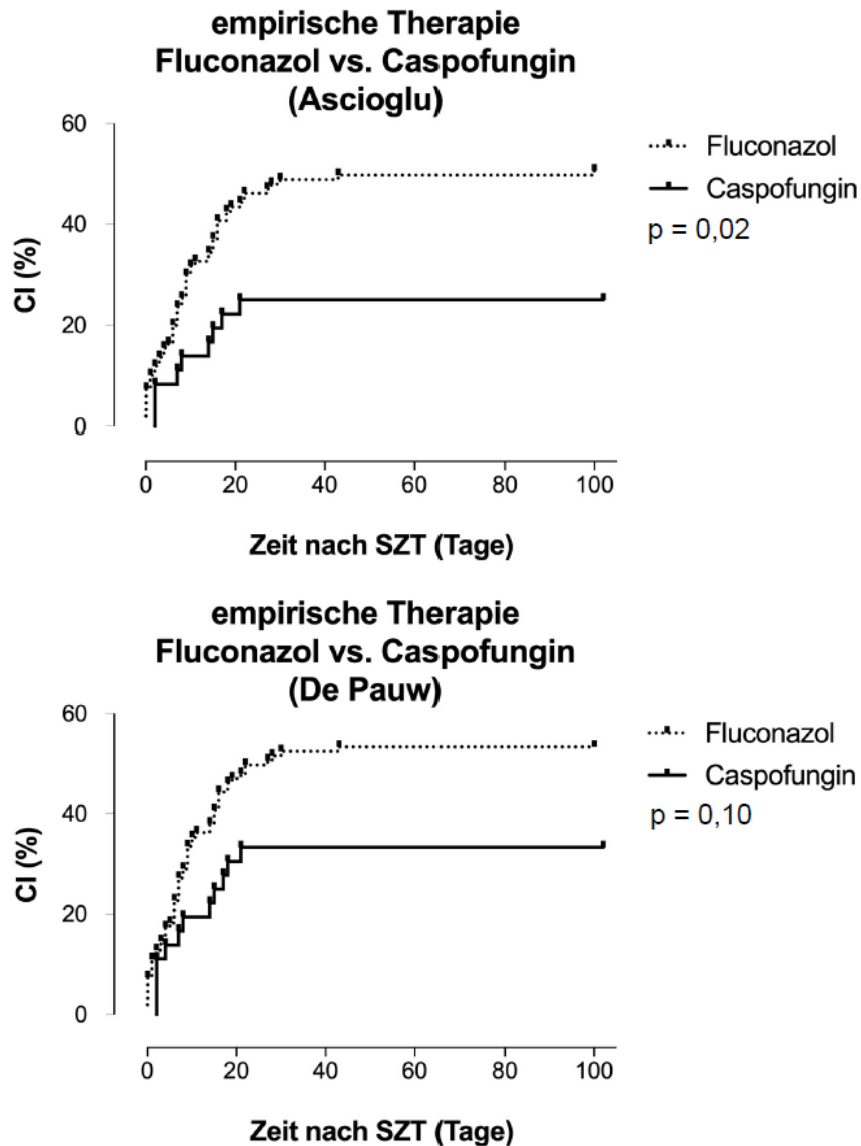 empirische Therapie
Fluconazol vs. Caspofungin
(Ascioglu)
60
40
20
0
CI (%)
0 20 40 60 80 100
Zeit nach SZT (Tage)
Fluconazol
Caspofungin
p = 0,02
empirische Therapie
Fluconazol vs. Caspofungin
(De Pauw)
60
40
20
0
CI (%)
0 20 40 60 80 100
Zeit nach SZT (Tage)
Fluconazol
Caspofungin
p = 0,10